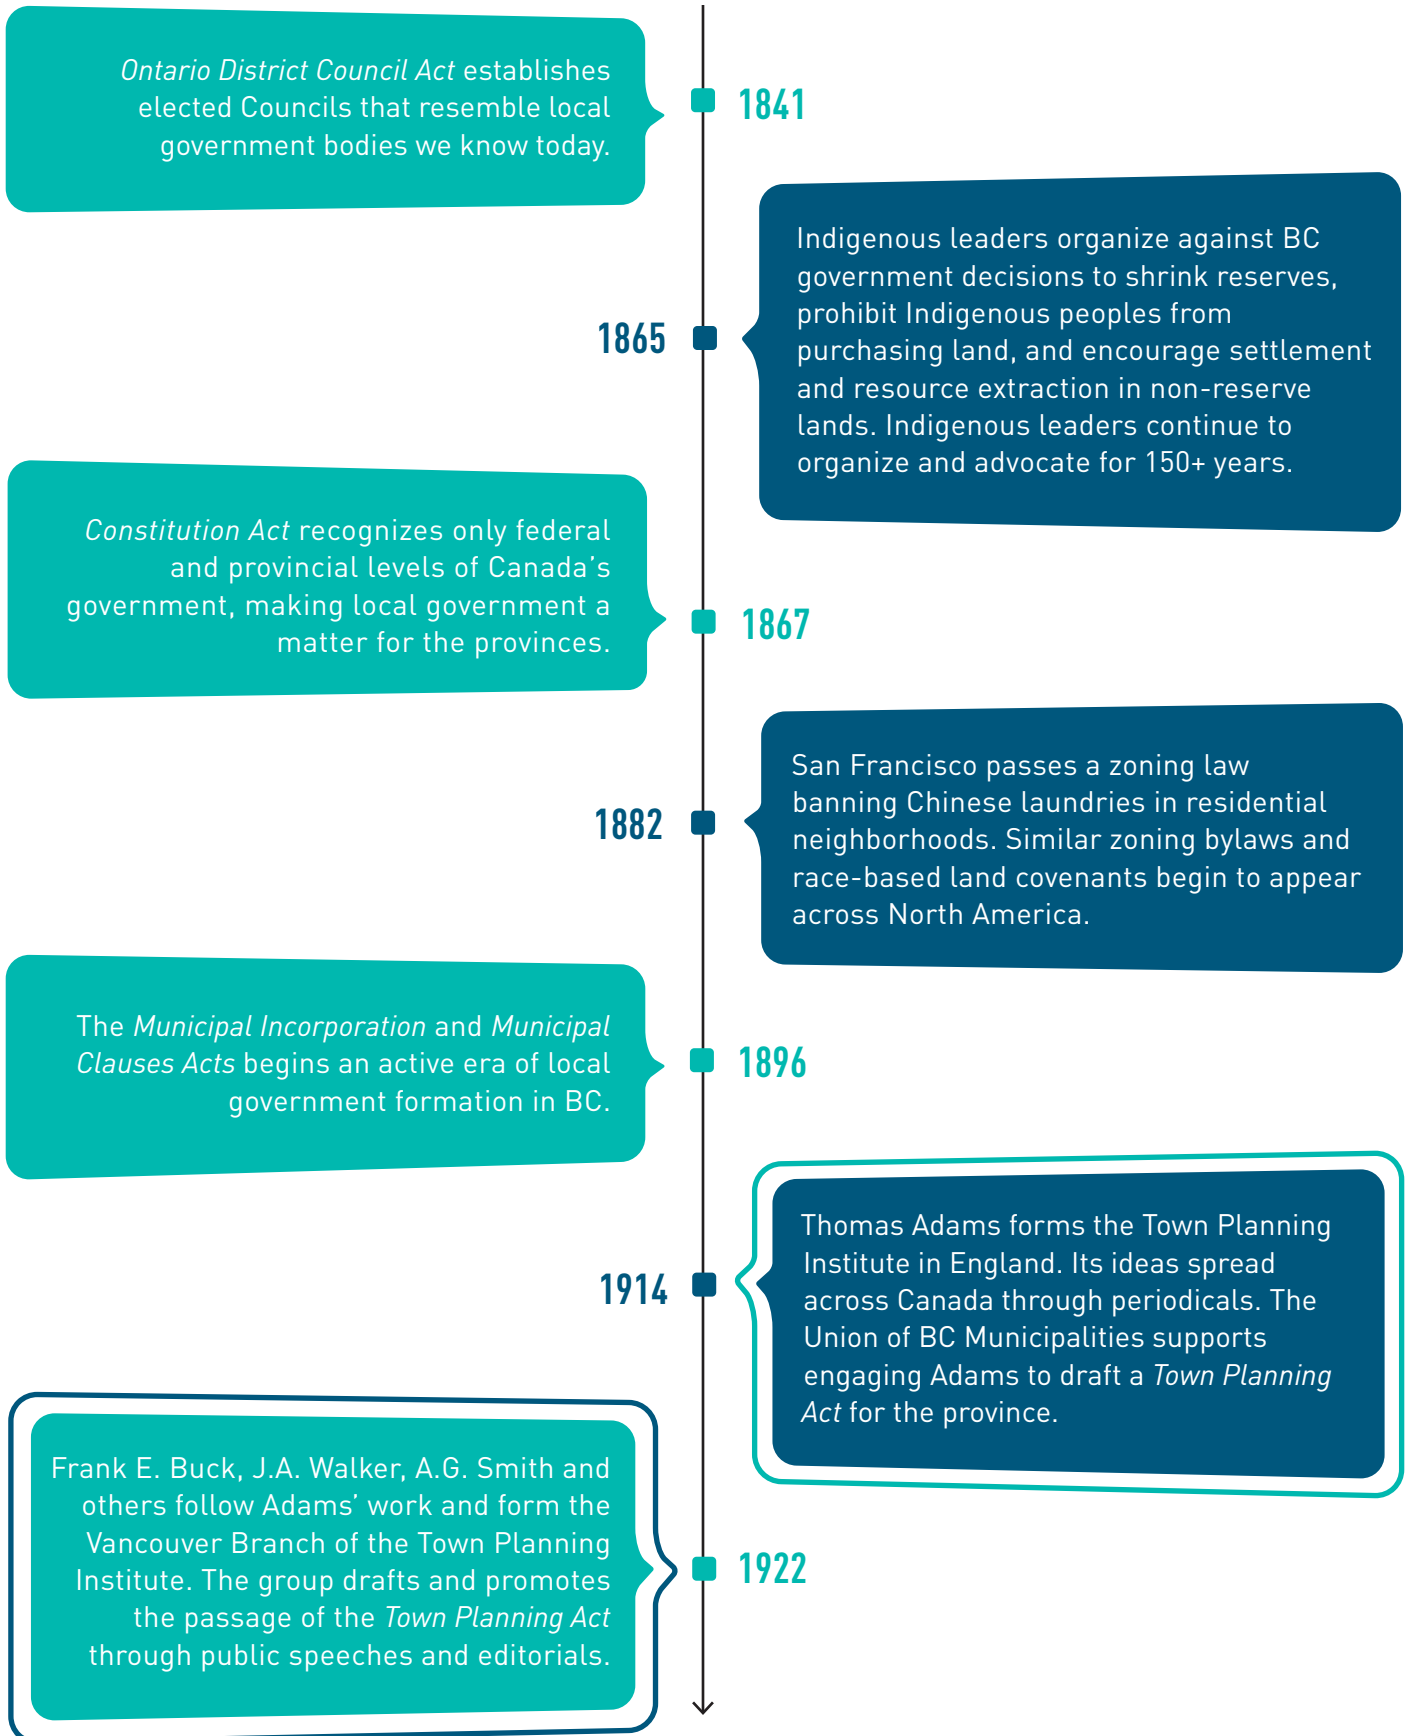 Ontario District Council Act establishes
elected Councils that resemble local
government bodies we know today.
1841
Indigenous leaders organize against BC
government decisions to shrink reserves,
prohibit Indigenous peoples from
purchasing land, and encourage settlement
and resource extraction in non-reserve
lands. Indigenous leaders continue to
organize and advocate for 150+ years.
1865
Constitution Act recognizes only federal
and provincial levels of Canada's
government, making local government a
matter for the provinces.
1867
San Francisco passes a zoning law
banning Chinese laundries in residential
neighborhoods. Similar zoning bylaws and
race-based land covenants begin to appear
across North America.
1882
The Municipal Incorporation and Municipal
Clauses Acts begins an active era of local
government formation in BC.
1896
Thomas Adams forms the Town Planning
Institute in England. Its ideas spread
across Canada through periodicals. The
Union of BC Municipalities supports
engaging Adams to draft a Town Planning
Act for the province.
1914
Frank E. Buck, J.A. Walker, A.G. Smith and
others follow Adams' work and form the
Vancouver Branch of the Town Planning
Institute. The group drafts and promotes
the passage of the Town Planning Act
through public speeches and editorials.
1922